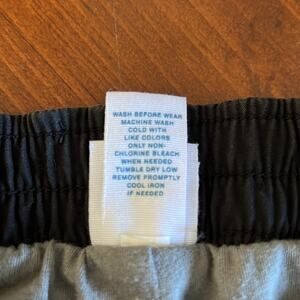 WASH BEFORE WEAR
MACHINE WASH
COLD WITH
LIKE COLORS
ONLY NON-
CHLORINE BLEACH
WHEN NEEDED
TUMBLE DRY LOW
REMOVE PROMPTLY
COOL IRON
IF NEEDED